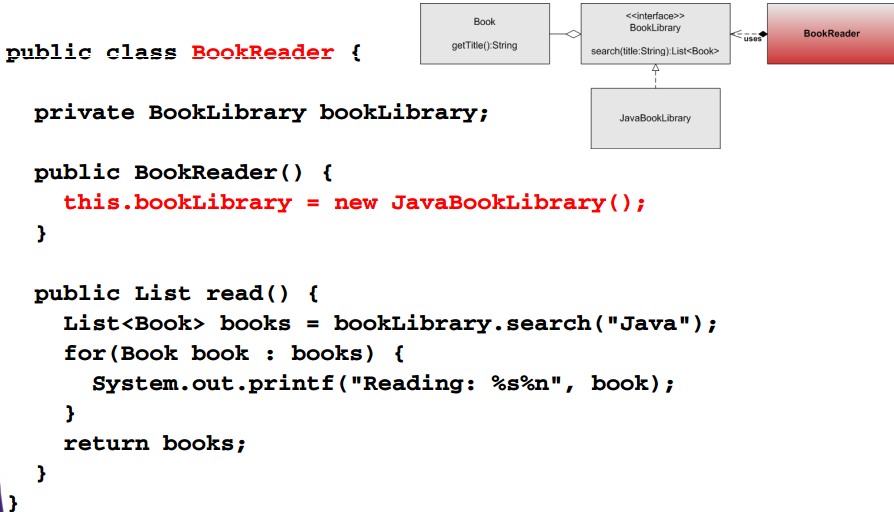 Book
getTitle():String
<<interface>>
BookLibrary
search(title:String):List<Book>
uses
BookReader
JavaBookLibrary
public class BookReader {
private BookLibrary bookLibrary;
public BookReader() {
this.bookLibrary = new JavaBookLibrary();
}
public List read() {
List<Book> books = bookLibrary.search("Java");
for(Book book : books) {
System.out.printf("Reading: %s%n", book);
}
return books;
}
}